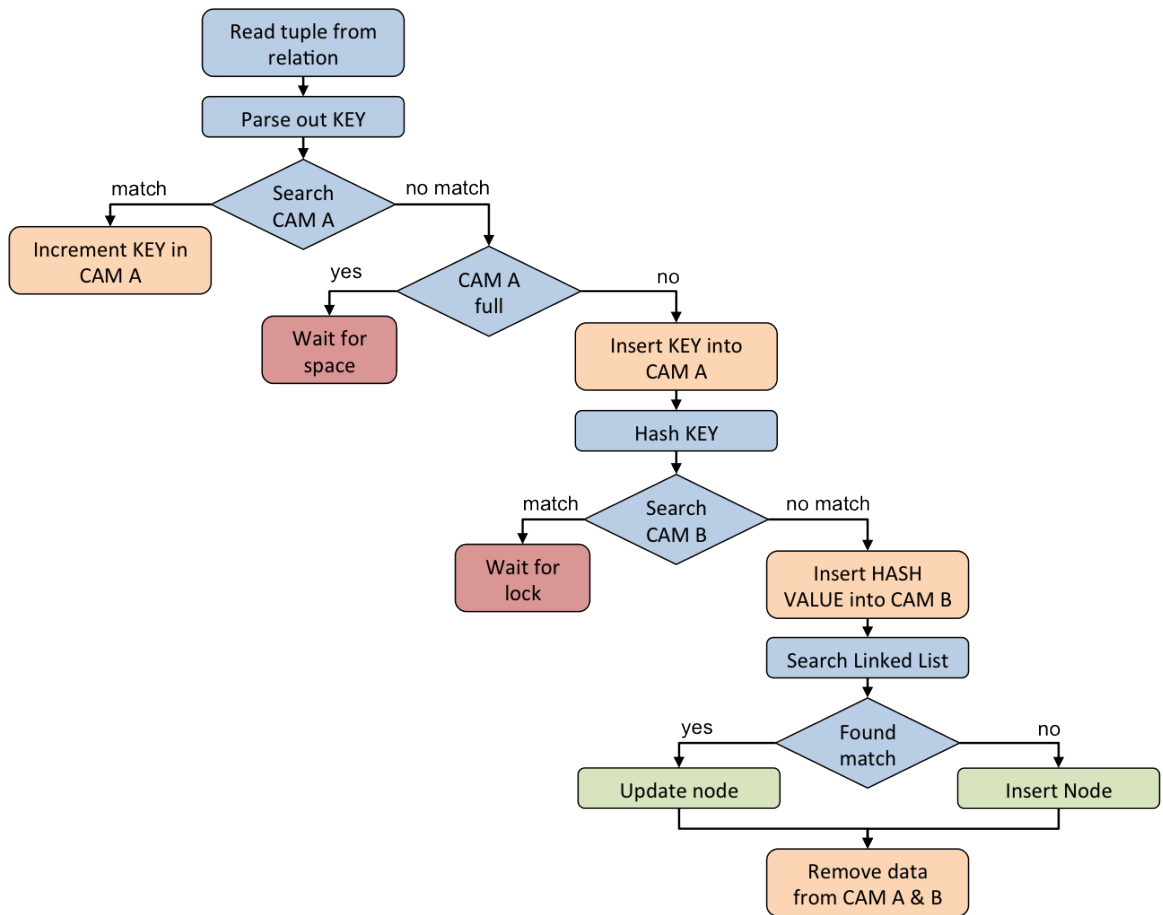 Read tuple from
relation
Parse out KEY
match
Search
CAM A
no match
Increment KEY in
CAM A
yes
CAM A
full
no
Wait for
space
Insert KEY into
CAM A
Hash KEY
match
Search
CAM B
no match
Wait for
lock
Insert HASH
VALUE into CAM B
Search Linked List
yes
Found
match
no
Update node
Insert Node
Remove data
from CAM A & B